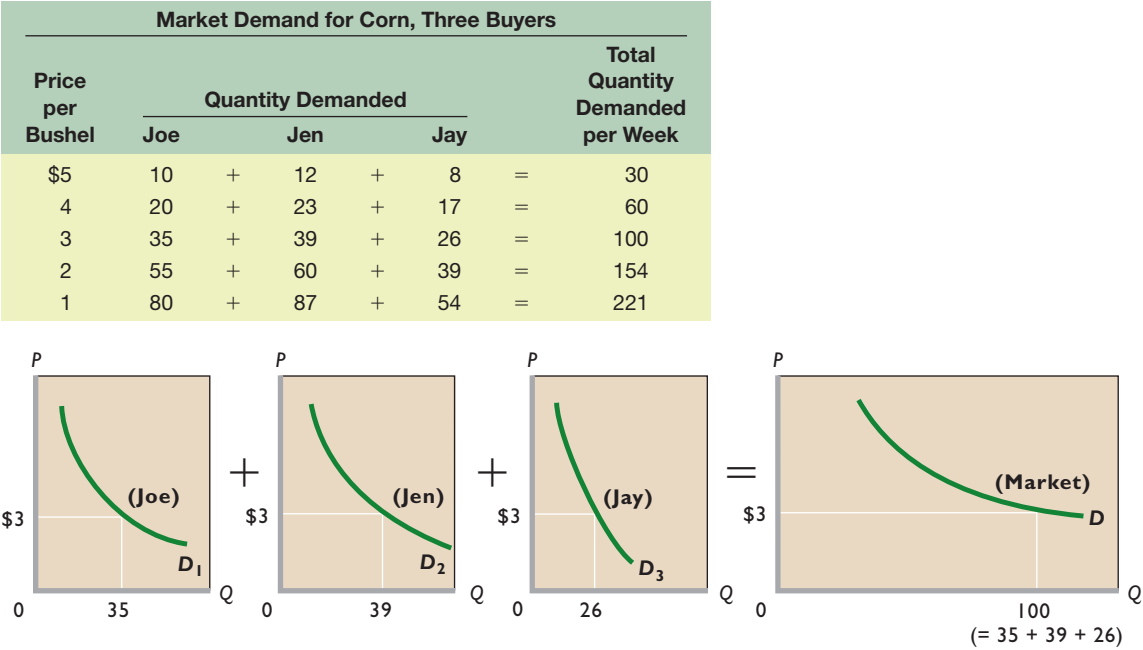 Market Demand for Corn, Three Buyers
Price
per
Bushel
Quantity Demanded
Joe Jen Jay
Total
Quantity
Demanded
per Week
$5 10 + 12 + 8 = 30
4 20 + 23 + 17 = 60
3 35 + 39 + 26 = 100
2 55 + 60 + 39 = 154
1 80 + 87 + 54 = 221
P
$3
(Joe)
D1
Q
0 35
+
P
$3
(Jen)
D2
Q
0 39
+
P
$3
(Jay)
D3
Q
0 26
=
P
$3
(Market)
D
Q
0 100
(= 35 + 39 + 26)